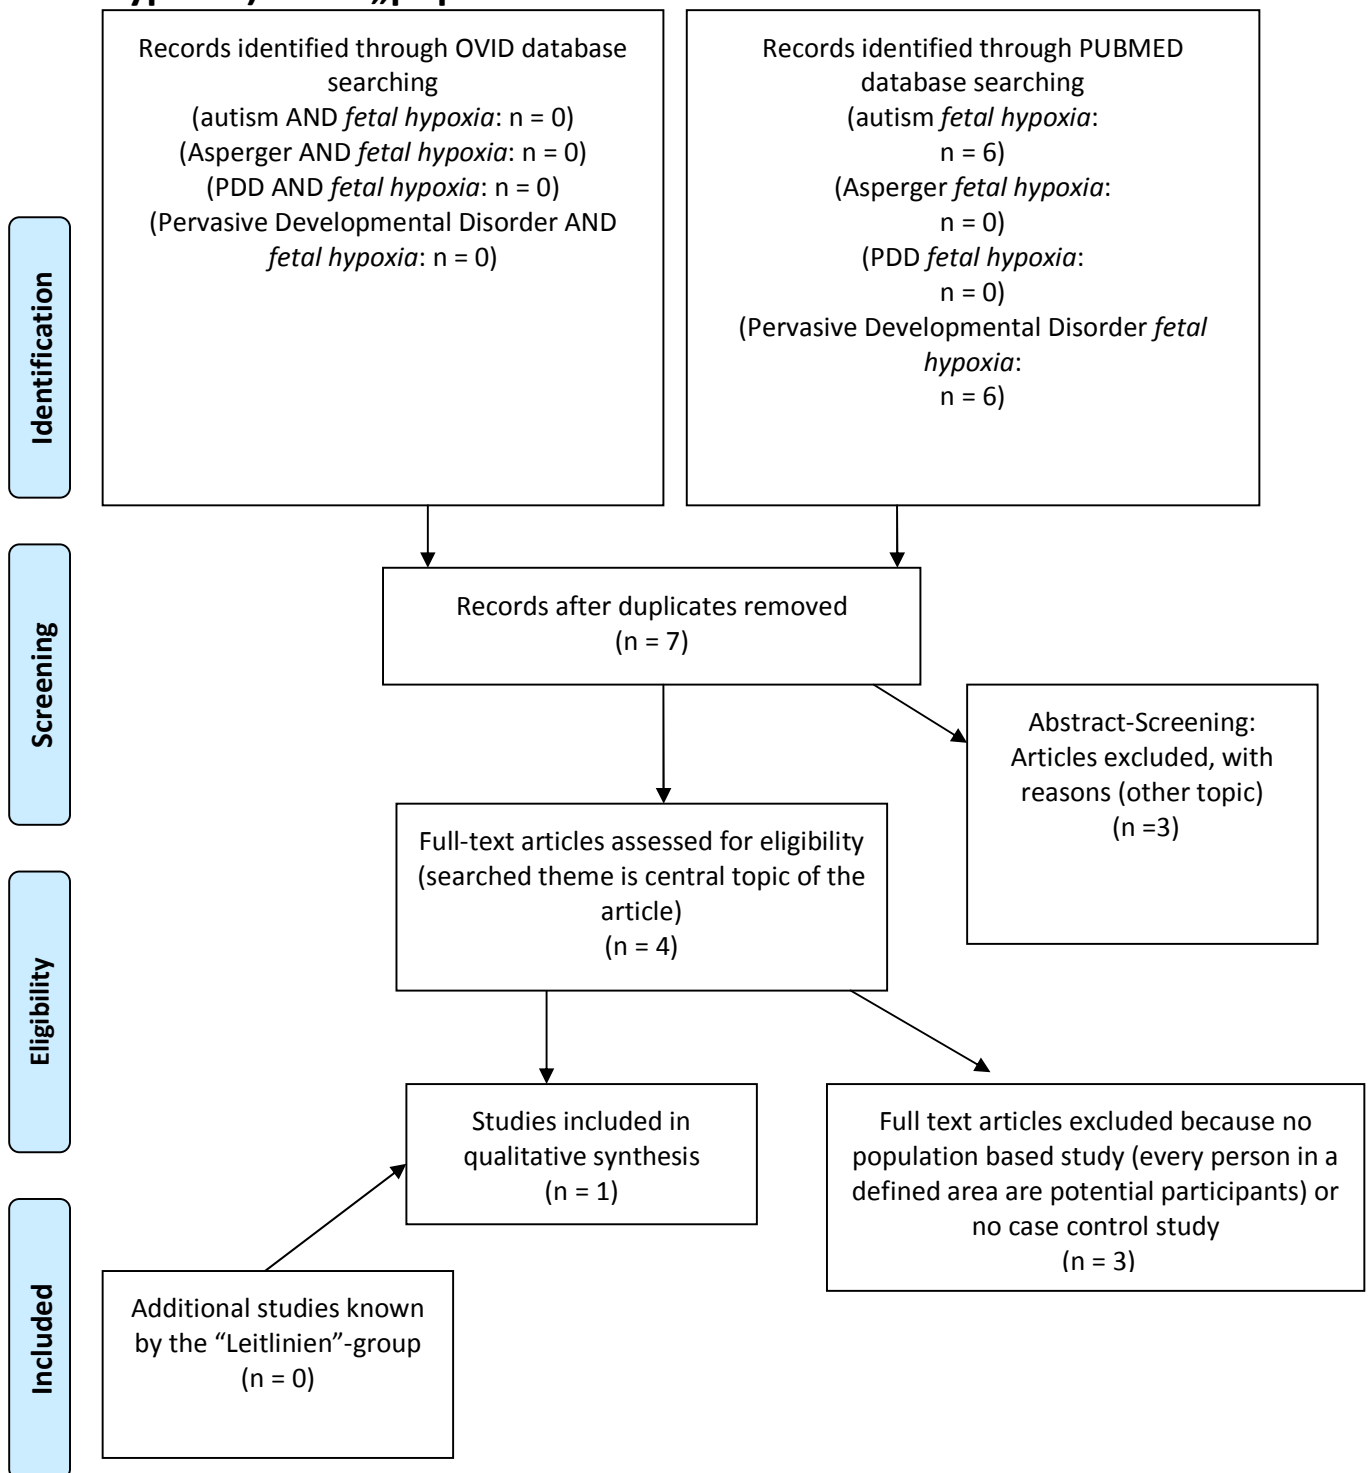 Records identified through OVID database
searching
(autism AND fetal hypoxia: n = 0)
(Asperger AND fetal hypoxia: n = 0)
(PDD AND fetal hypoxia: n = 0)
(Pervasive Developmental Disorder AND
fetal hypoxia: n = 0)
Records identified through PUBMED
database searching
(autism fetal hypoxia:
n = 6)
(Asperger fetal hypoxia:
n = 0)
(PDD fetal hypoxia:
n = 0)
(Pervasive Developmental Disorder fetal
hypoxia:
n = 6)
Identification
Records after duplicates removed
(n = 7)
Screening
Abstract-Screening:
Articles excluded, with
reasons (other topic)
(n =3)
Full-text articles assessed for eligibility
(searched theme is central topic of the
article)
(n = 4)
Eligibility
Studies included in
qualitative synthesis
(n = 1)
Full text articles excluded because no
population based study (every person in a
defined area are potential participants) or
no case control study
(n = 3)
Included
Additional studies known
by the “Leitlinien”-group
(n = 0)